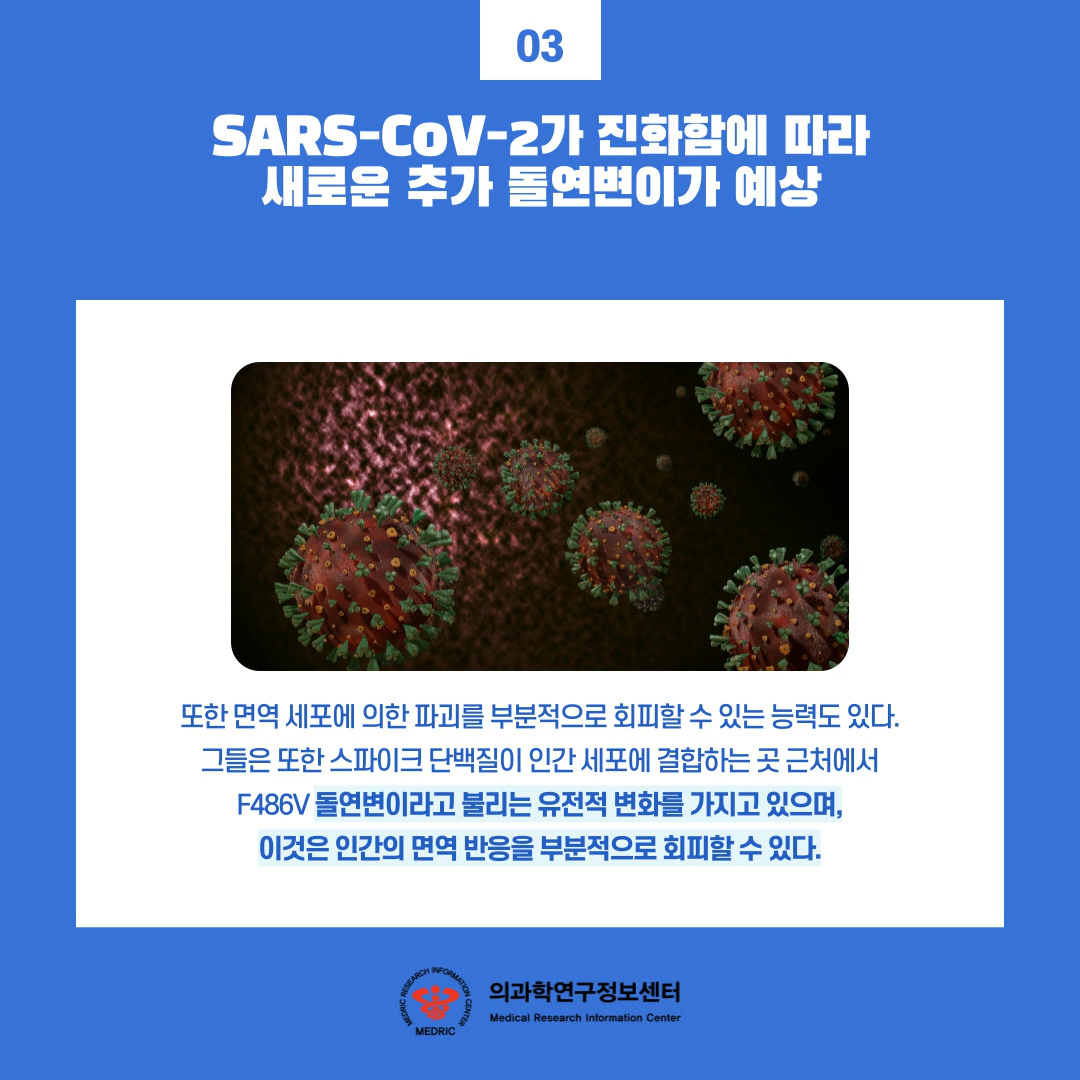 03
SARS-CoV-2가 진화함에 따라
새로운 추가 돌연변이가 예상
또한 면역 세포에 의한 파괴를 부분적으로 회피할 수 있는 능력도 있다.
그들은 또한 스파이크 단백질이 인간 세포에 결합하는 곳 근처에서
F486V 돌연변이라고 불리는 유전적 변화를 가지고 있으며,
이것은 인간의 면역 반응을 부분적으로 회피할 수 있다.
MEDRIC RESEARCH INFORMATION CENTER
MEDRIC
의과학연구정보센터
Medical Research Information Center